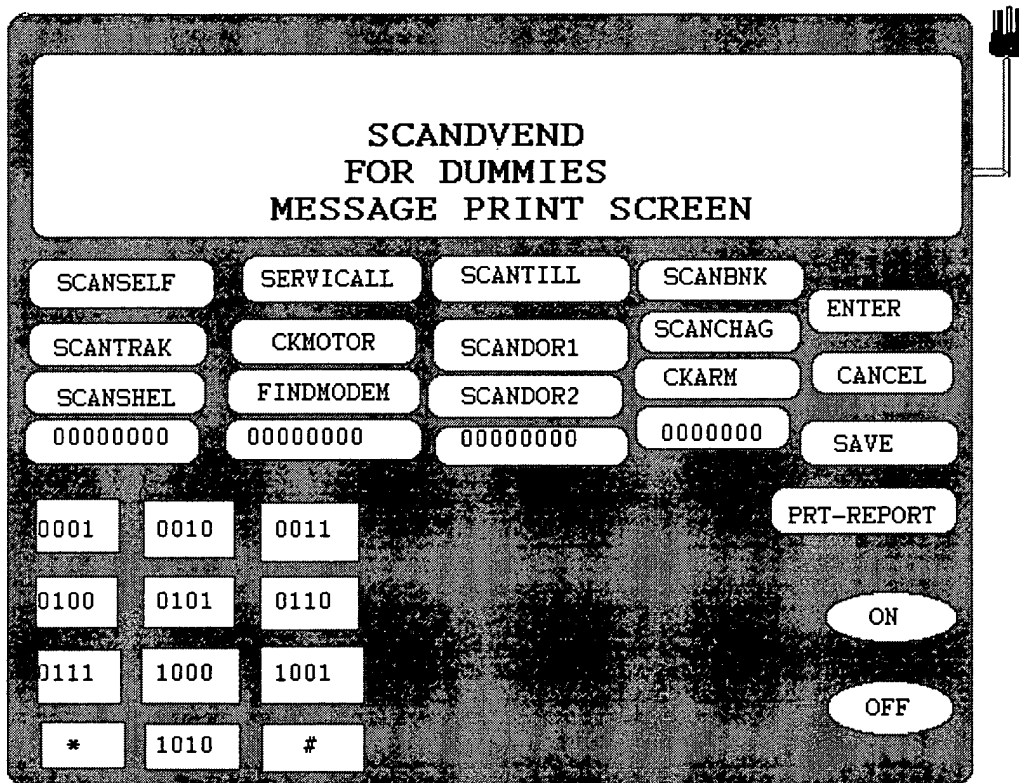 SCANDVEND
FOR DUMMIES
MESSAGE PRINT SCREEN
SCANSELF SERVICALL SCANTILL SCANBNK
ENTER
SCANTRAK CKMOTOR SCANDOR1 SCANCHAG
SCANSHEL FINDMODEM SCANDOR2 CKARM CANCEL
00000000 00000000 00000000 0000000 SAVE
PRT-REPORT
0001 0010 0011
0100 0101 0110
ON
0111 1000 1001
OFF
* 1010 #